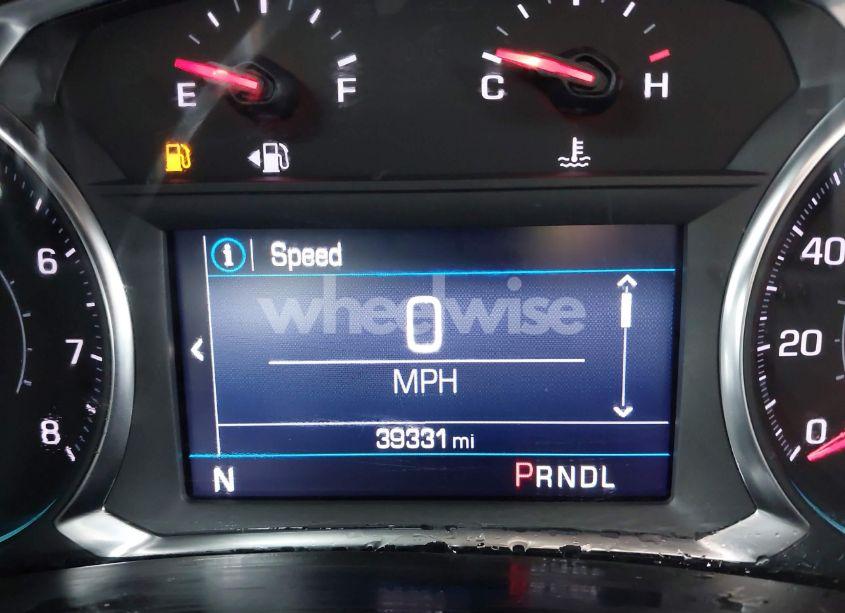 E F C H
i Speed
6 40
wheelwise
0
7 20
MPH
8 0
39331 mi
N PRNDL